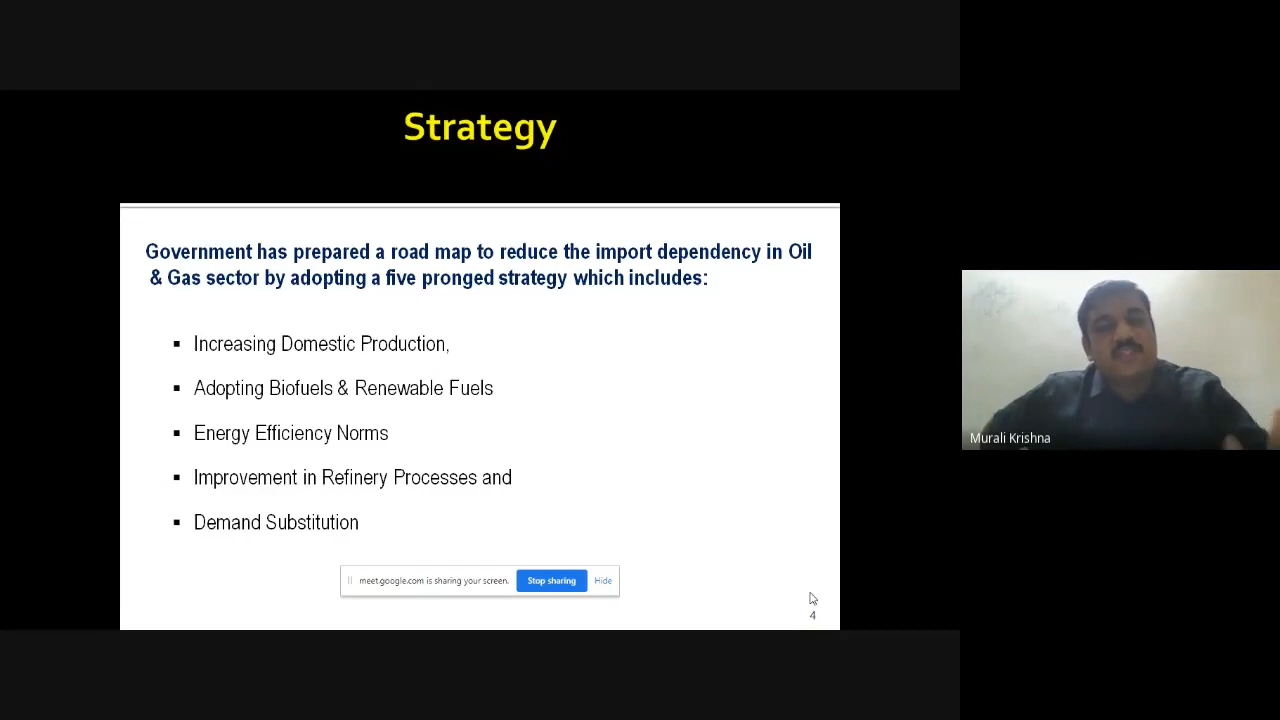 Strategy
Government has prepared a road map to reduce the import dependency in Oil
& Gas sector by adopting a five pronged strategy which includes:
▪ Increasing Domestic Production,
▪ Adopting Biofuels & Renewable Fuels
▪ Energy Efficiency Norms
▪ Improvement in Refinery Processes and
▪ Demand Substitution
meet.google.com is sharing your screen. Stop sharing Hide
4
Murali Krishna